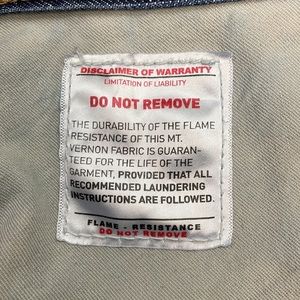 DISCLAIMER OF WARRANTY
LIMITATION OF LIABILITY
DO NOT REMOVE
THE DURABILITY OF THE FLAME
RESISTANCE OF THIS MT.
VERNON FABRIC IS GUARAN-
TEED FOR THE LIFE OF THE
GARMENT, PROVIDED THAT ALL
RECOMMENDED LAUNDERING
INSTRUCTIONS ARE FOLLOWED.
FLAME - RESISTANCE
DO NOT REMOVE